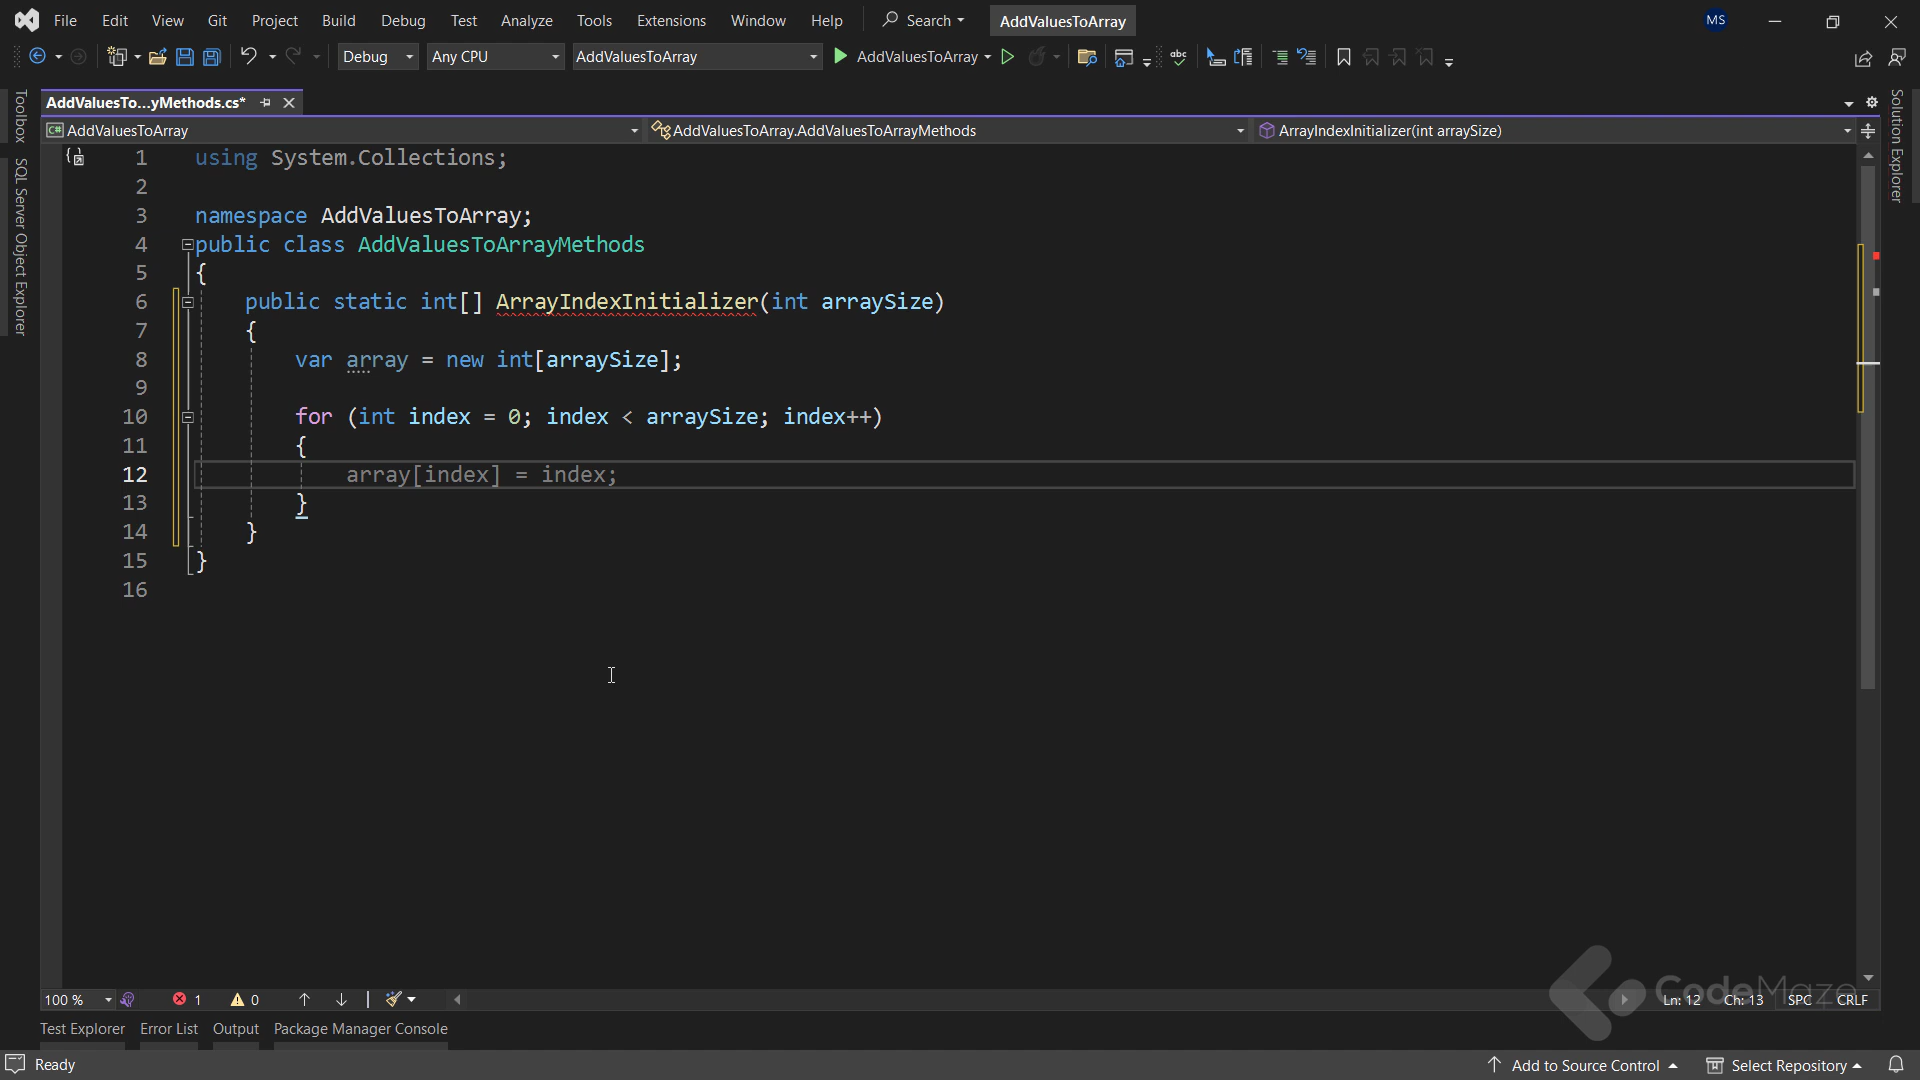 File Edit View Git Project Build Debug Test Analyze Tools Extensions Window Help Search AddValuesToArray MS
Debug Any CPU AddValuesToArray AddValuesToArray abc
AddValuesTo...yMethods.cs*
C# AddValuesToArray AddValuesToArray.AddValuesToArrayMethods ArrayIndexInitializer(int arraySize)
Toolbox
SQL Server Object Explorer
Solution Explorer
1 using System.Collections;
2
3 namespace AddValuesToArray;
4 public class AddValuesToArrayMethods
5 {
6 public static int[] ArrayIndexInitializer(int arraySize)
7 {
8 var array = new int[arraySize];
9
10 for (int index = 0; index < arraySize; index++)
11 {
12 array[index] = index;
13 }
14 }
15 }
16
CodeMaze
100 % 1 0 Ln: 12 Ch: 13 SPC CRLF
Test Explorer Error List Output Package Manager Console
Ready Add to Source Control Select Repository